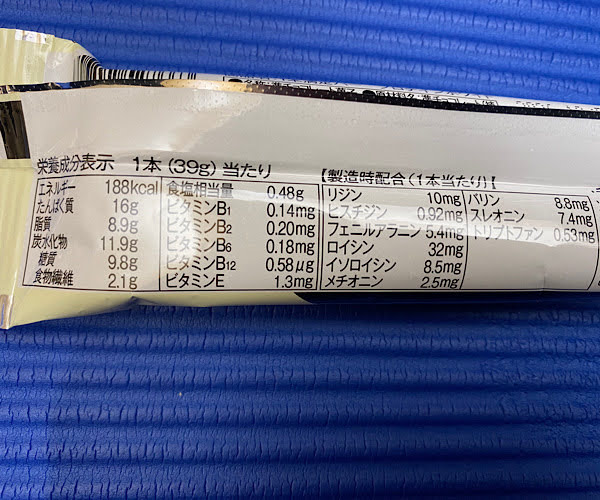 栄養成分表示 1本(39g)当たり
エネルギー 188kcal
たんぱく質 16g
脂質 8.9g
炭水化物 11.9g
糖質 9.8g
食物繊維 2.1g
食塩相当量 0.48g
ビタミンB1 0.14mg
ビタミンB2 0.20mg
ビタミンB6 0.18mg
ビタミンB12 0.58μg
ビタミンE 1.3mg
【製造時配合(1本当たり)】
リジン 10mg
ヒスチジン 0.92mg
フェニルアラニン 5.4mg
ロイシン 32mg
イソロイシン 8.5mg
メチオニン 2.5mg
バリン 8.8mg
スレオニン 7.4mg
トリプトファン 0.53mg